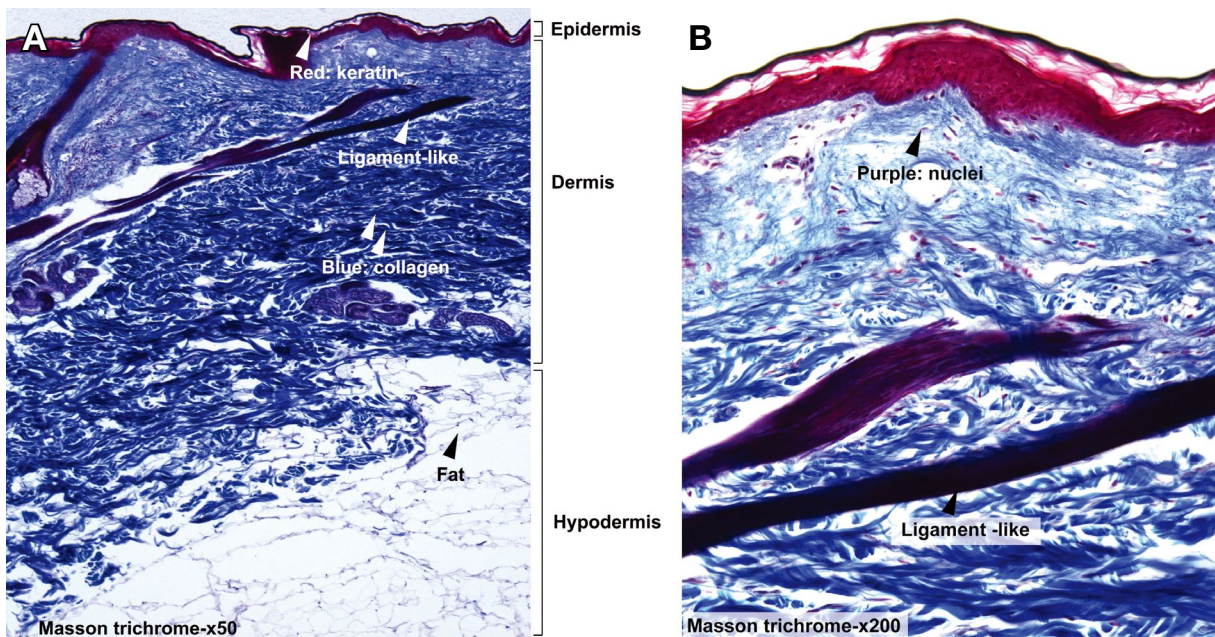 A
Epidermis
Red: keratin
Ligament-like
Dermis
Blue: collagen
Fat
Hypodermis
Masson trichrome-x50
B
Purple: nuclei
Ligament -like
Masson trichrome-x200